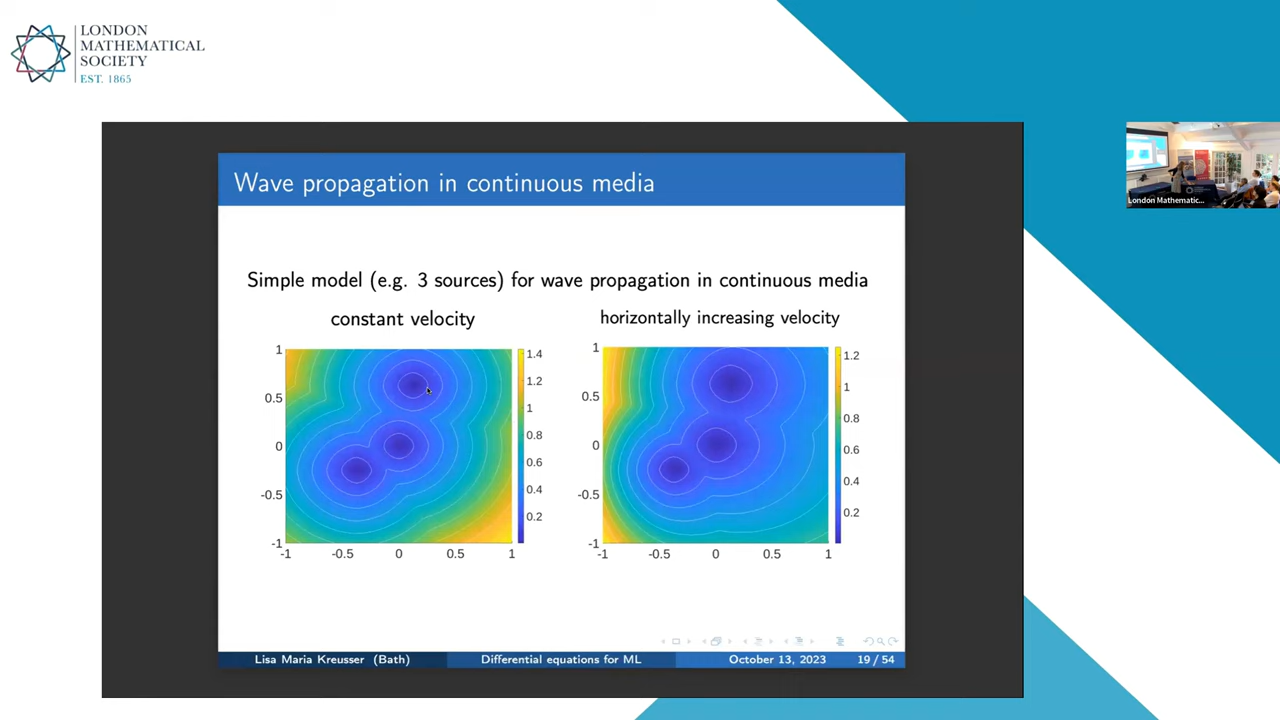 LONDON
MATHEMATICAL
SOCIETY
EST. 1865
London Mathematic...
Wave propagation in continuous media
Simple model (e.g. 3 sources) for wave propagation in continuous media
constant velocity
horizontally increasing velocity
1
0.5
0
-0.5
-1
-1 -0.5 0 0.5 1
1.4
1.2
1
0.8
0.6
0.4
0.2
1
0.5
0
-0.5
-1
-1 -0.5 0 0.5 1
1.2
1
0.8
0.6
0.4
0.2
Lisa Maria Kreusser (Bath) Differential equations for ML October 13, 2023 19 / 54